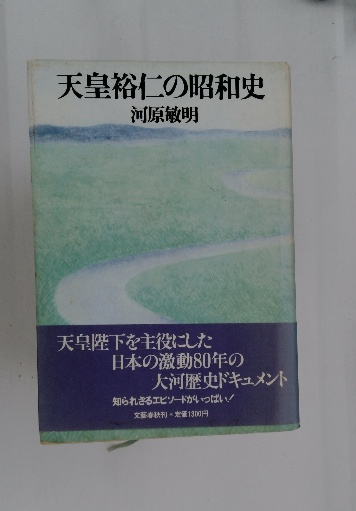 天皇裕仁の昭和史
河原敏明
天皇陛下を主役にした
日本の激動80年の
大河歴史ドキュメント
知られざるエピソードがいっぱい！
文藝春秋刊・定価1300円